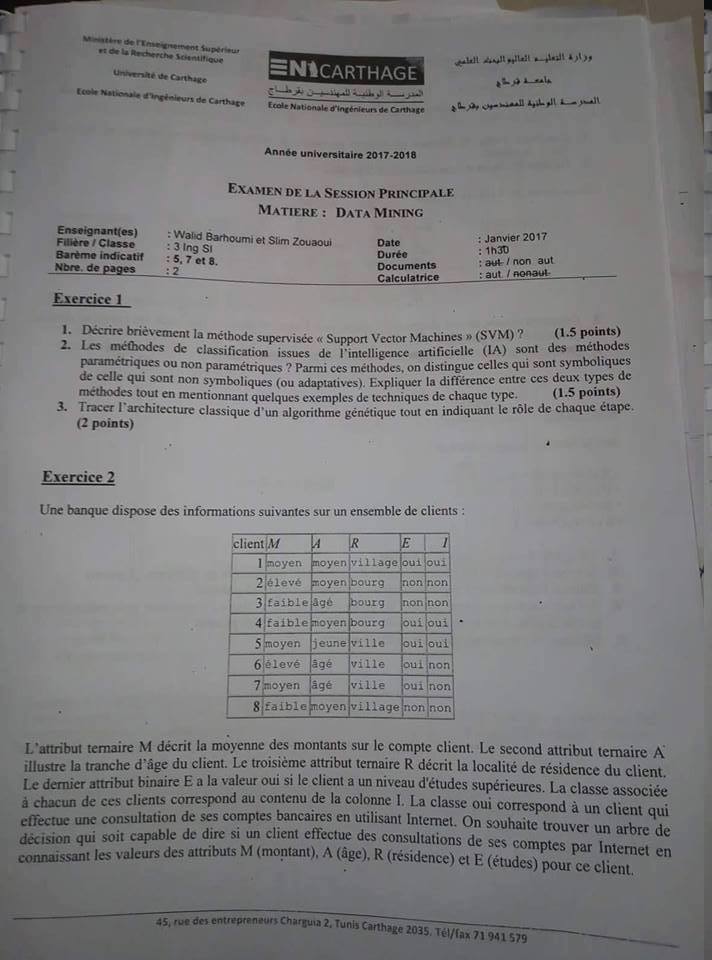 Ministère de l'Enseignement Supérieur
et de la Recherche Scientifique
Université de Carthage
Ecole Nationale d'Ingénieurs de Carthage
ENICARTHAGE
المدرسة الوطنية للمهندسين بقرطاج
Ecole Nationale d'Ingénieurs de Carthage
وزارة التعليم العالي والبحث العلمي
جامعة قرطاج
المدرسة الوطنية للمهندسين بقرطاج
Année universitaire 2017-2018
EXAMEN DE LA SESSION PRINCIPALE
MATIERE : DATA MINING
Enseignant(es) : Walid Barhoumi et Slim Zouaoui
Filière / Classe : 3 Ing SI
Barème indicatif : 5, 7 et 8.
Nbre. de pages : 2
Date : Janvier 2017
Durée : 1h30
Documents : aut. / non aut
Calculatrice : aut. / nonaut.
Exercice 1
1. Décrire brièvement la méthode supervisée « Support Vector Machines » (SVM) ? (1.5 points)
2. Les méthodes de classification issues de l'intelligence artificielle (IA) sont des méthodes
paramétriques ou non paramétriques ? Parmi ces méthodes, on distingue celles qui sont symboliques
de celle qui sont non symboliques (ou adaptatives). Expliquer la différence entre ces deux types de
méthodes tout en mentionnant quelques exemples de techniques de chaque type. (1.5 points)
3. Tracer l'architecture classique d'un algorithme génétique tout en indiquant le rôle de chaque étape.
(2 points)
Exercice 2
Une banque dispose des informations suivantes sur un ensemble de clients :
client M A R E I
1 moyen moyen village oui oui
2 élevé moyen bourg non non
3 faible âgé bourg non non
4 faible moyen bourg oui oui
5 moyen jeune ville oui oui
6 élevé âgé ville oui non
7 moyen âgé ville oui non
8 faible moyen village non non
L'attribut ternaire M décrit la moyenne des montants sur le compte client. Le second attribut ternaire A
illustre la tranche d'âge du client. Le troisième attribut ternaire R décrit la localité de résidence du client.
Le dernier attribut binaire E a la valeur oui si le client a un niveau d'études supérieures. La classe associée
à chacun de ces clients correspond au contenu de la colonne I. La classe oui correspond à un client qui
effectue une consultation de ses comptes bancaires en utilisant Internet. On souhaite trouver un arbre de
décision qui soit capable de dire si un client effectue des consultations de ses comptes par Internet en
connaissant les valeurs des attributs M (montant), A (âge), R (résidence) et E (études) pour ce client.
45, rue des entrepreneurs Charguia 2, Tunis Carthage 2035. Tél/fax 71 941 579